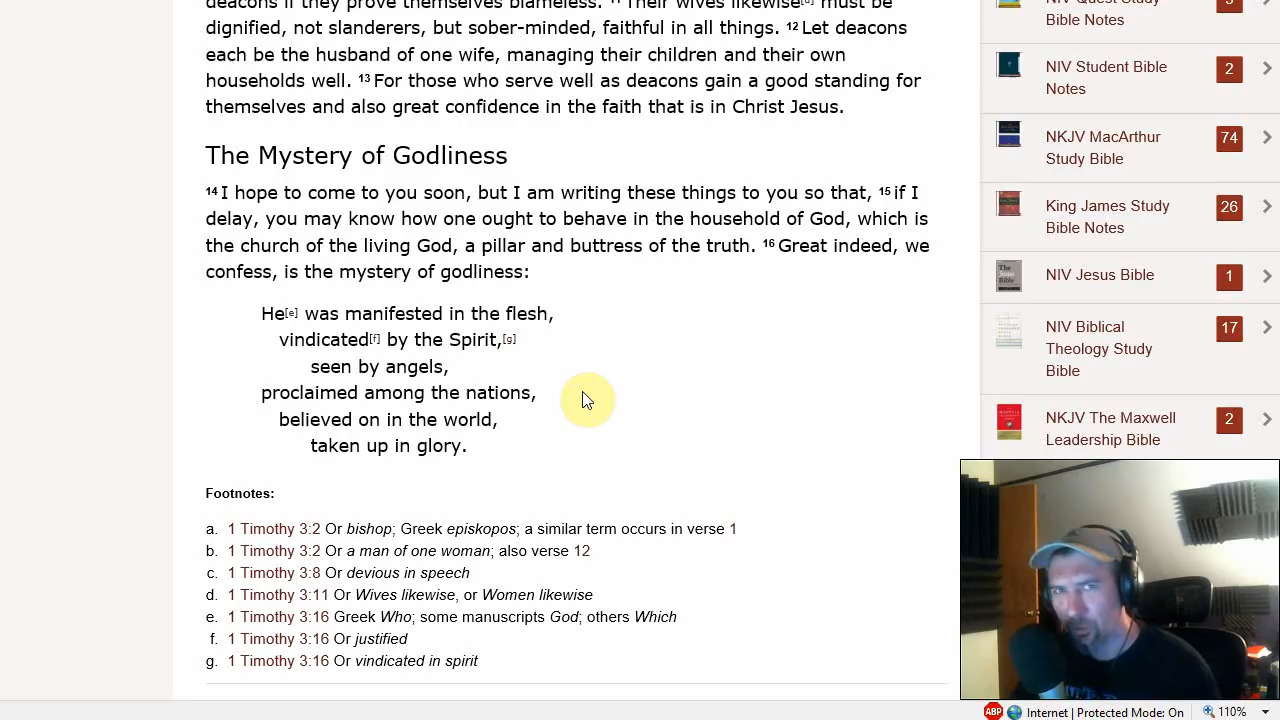 deacons if they prove themselves blameless. 11 Their wives likewise[d] must be
dignified, not slanderers, but sober-minded, faithful in all things. 12 Let deacons
each be the husband of one wife, managing their children and their own
households well. 13 For those who serve well as deacons gain a good standing for
themselves and also great confidence in the faith that is in Christ Jesus.
The Mystery of Godliness
14 I hope to come to you soon, but I am writing these things to you so that, 15 if I
delay, you may know how one ought to behave in the household of God, which is
the church of the living God, a pillar and buttress of the truth. 16 Great indeed, we
confess, is the mystery of godliness:
He[e] was manifested in the flesh,
vindicated[f] by the Spirit,[g]
seen by angels,
proclaimed among the nations,
believed on in the world,
taken up in glory.
Footnotes:
a. 1 Timothy 3:2 Or bishop; Greek episkopos; a similar term occurs in verse 1
b. 1 Timothy 3:2 Or a man of one woman; also verse 12
c. 1 Timothy 3:8 Or devious in speech
d. 1 Timothy 3:11 Or Wives likewise, or Women likewise
e. 1 Timothy 3:16 Greek Who; some manuscripts God; others Which
f. 1 Timothy 3:16 Or justified
g. 1 Timothy 3:16 Or vindicated in spirit
NIV Quest Study
Bible Notes
NIV Student Bible
Notes
2
NKJV MacArthur
Study Bible
74
King James Study
Bible Notes
26
NIV Jesus Bible
1
NIV Biblical
Theology Study
Bible
17
NKJV The Maxwe
Leadership Bible
2
ABP Internet | Protected Mode: On 110%